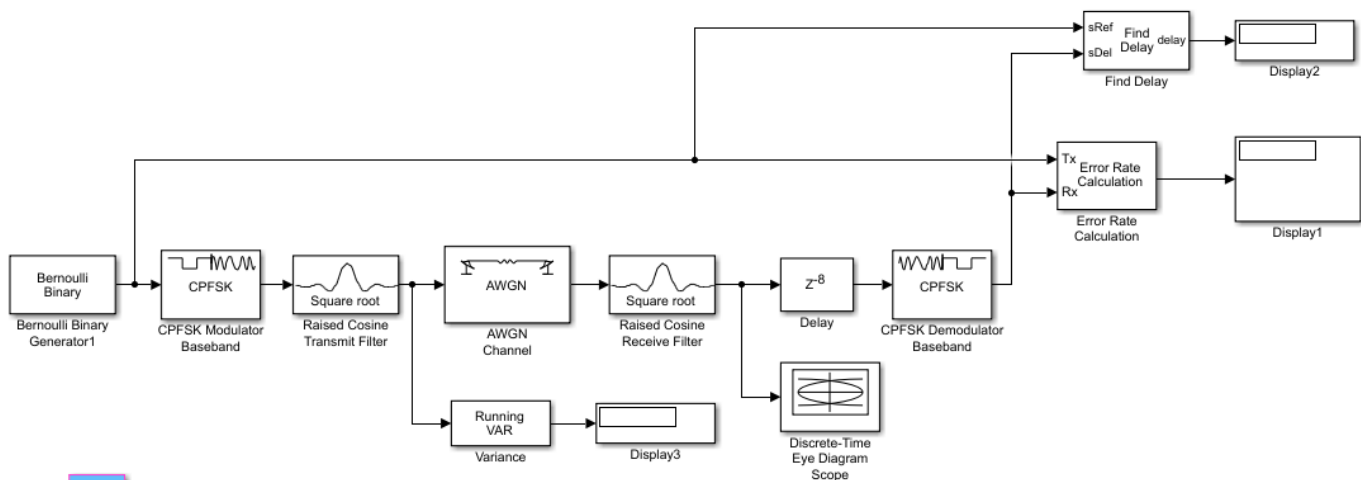 sRef
Find
Delay
delay
sDel
Find Delay
Display2
Tx
Error Rate
Calculation
Rx
Error Rate
Calculation
Display1
Bernoulli
Binary
Bernoulli Binary
Generator1
CPFSK
CPFSK Modulator
Baseband
Square root
Raised Cosine
Transmit Filter
AWGN
AWGN
Channel
Square root
Raised Cosine
Receive Filter
Z-8
Delay
CPFSK
CPFSK Demodulator
Baseband
Running
VAR
Variance
Display3
Discrete-Time
Eye Diagram
Scope